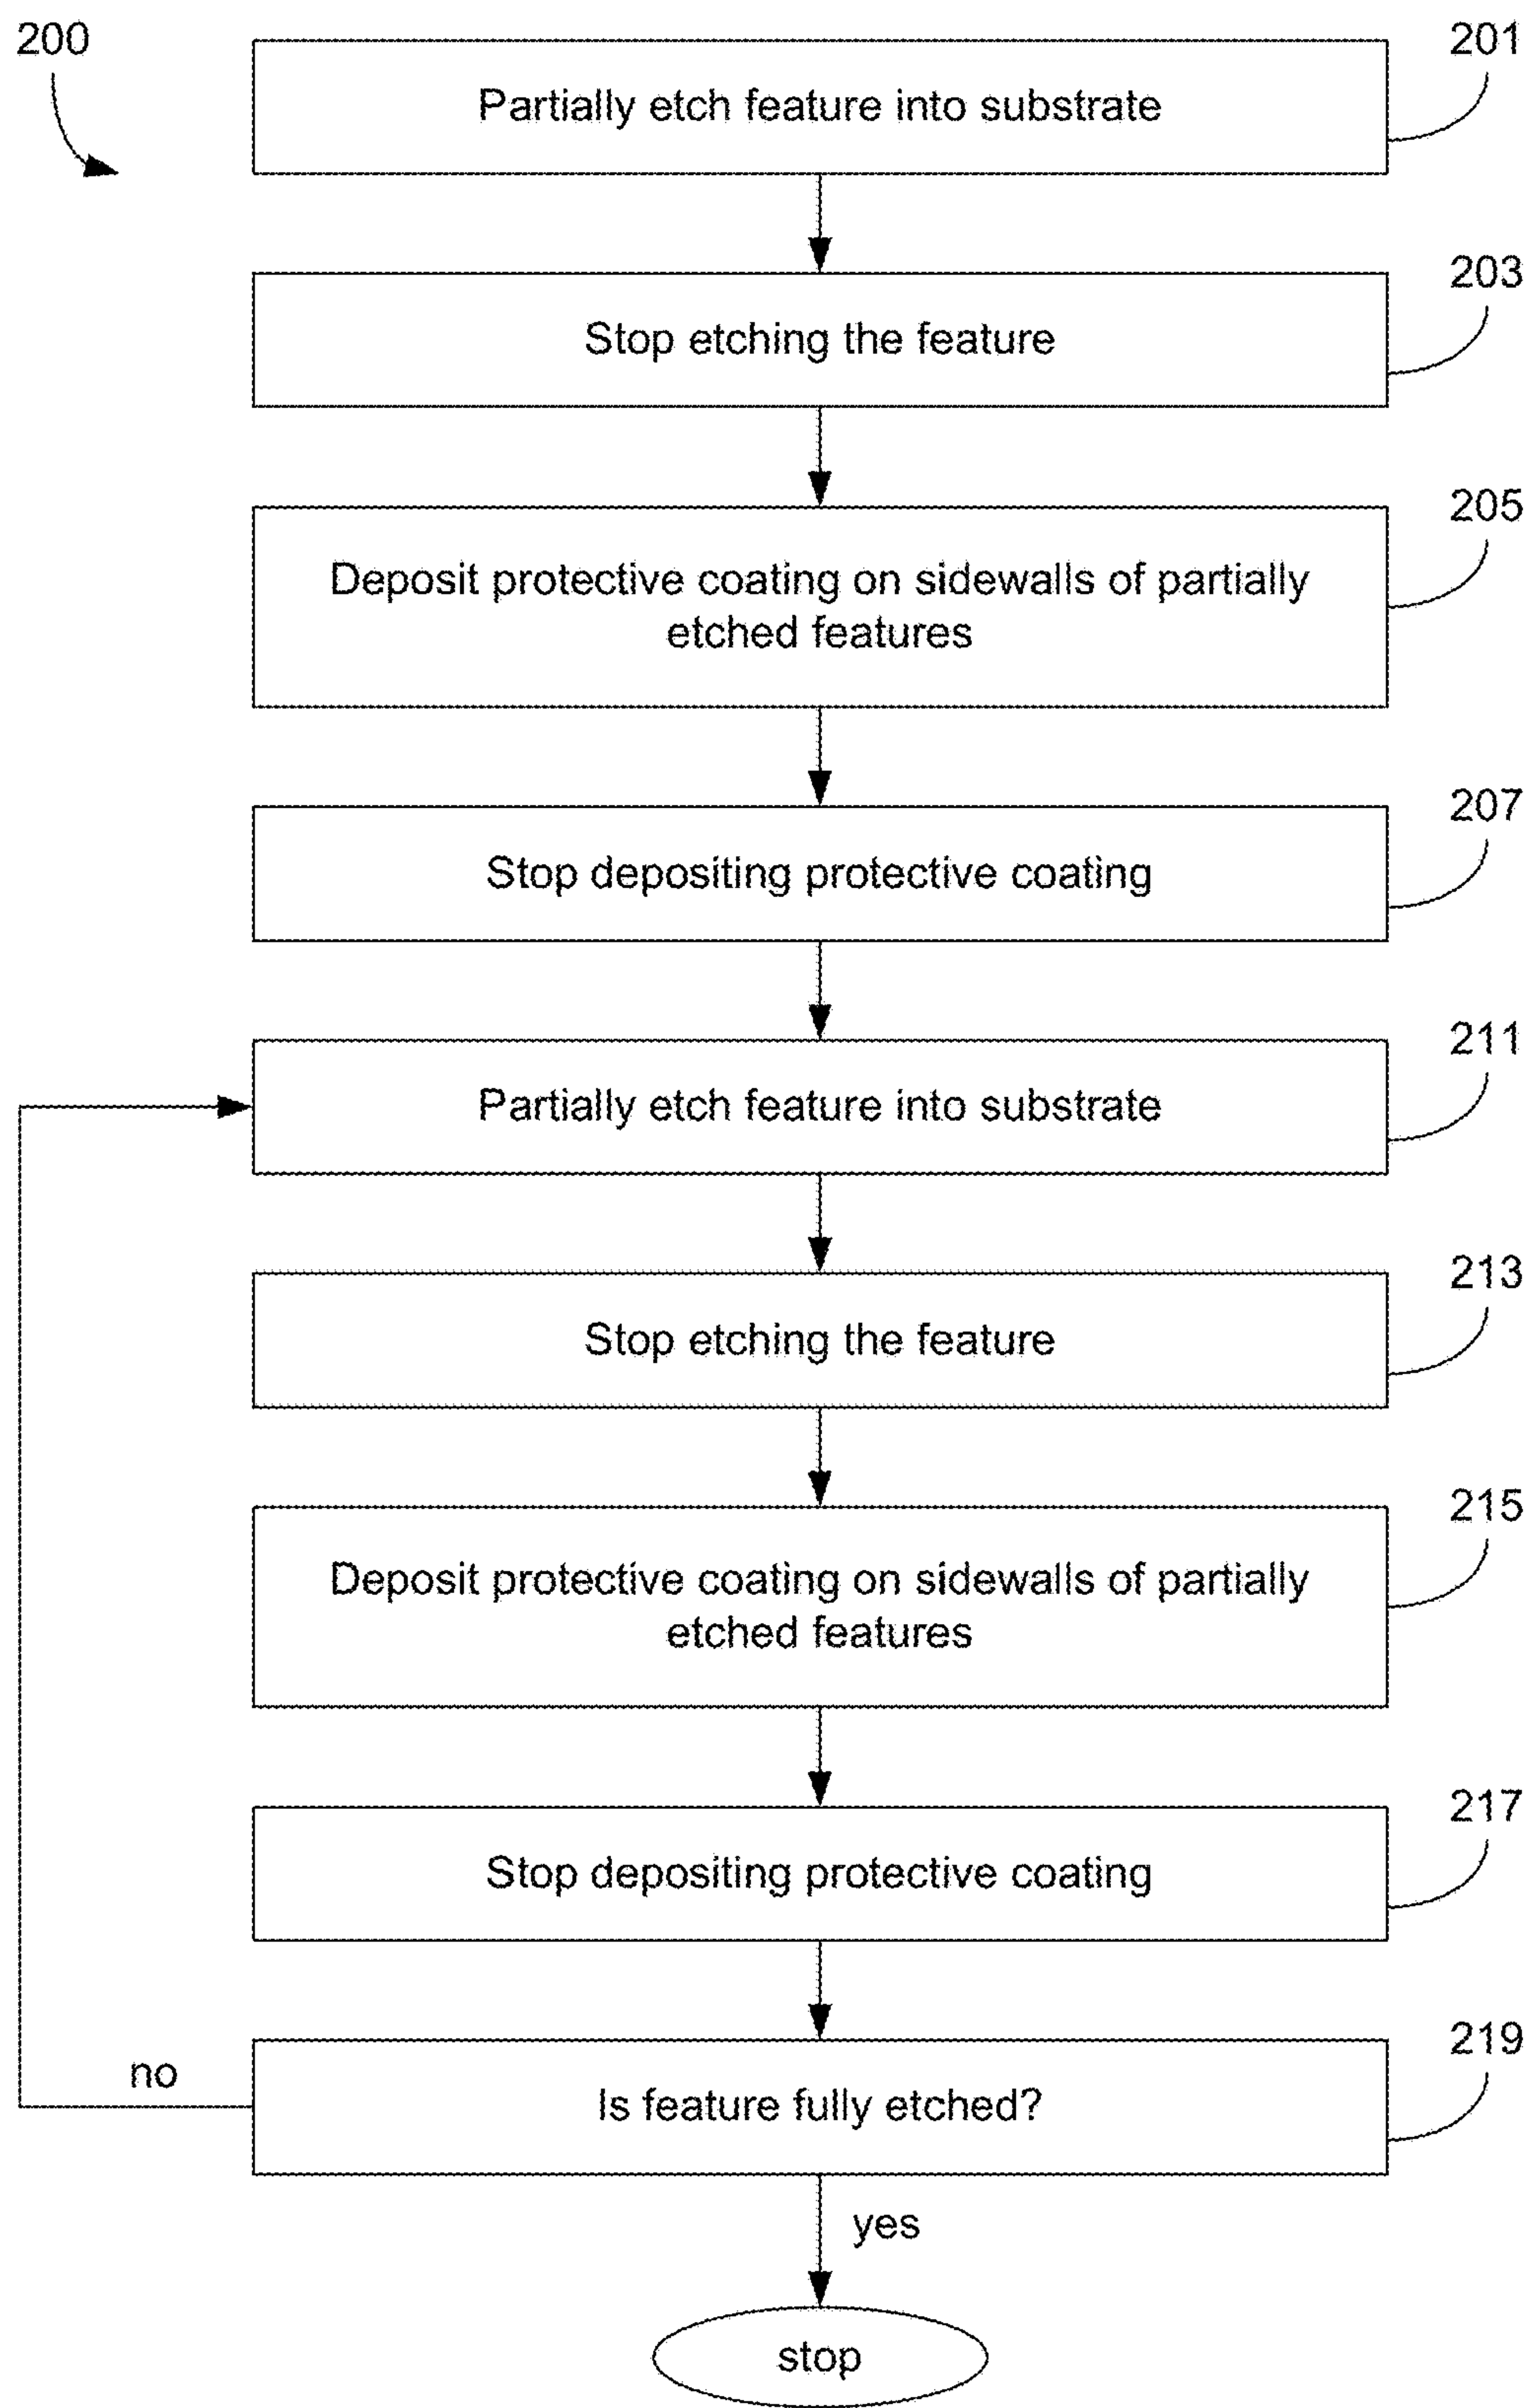 200
201
Partially etch feature into substrate
203
Stop etching the feature
205
Deposit protective coating on sidewalls of partially
etched features
207
Stop depositing protective coating
211
Partially etch feature into substrate
213
Stop etching the feature
215
Deposit protective coating on sidewalls of partially
etched features
217
Stop depositing protective coating
219
no
Is feature fully etched?
yes
stop